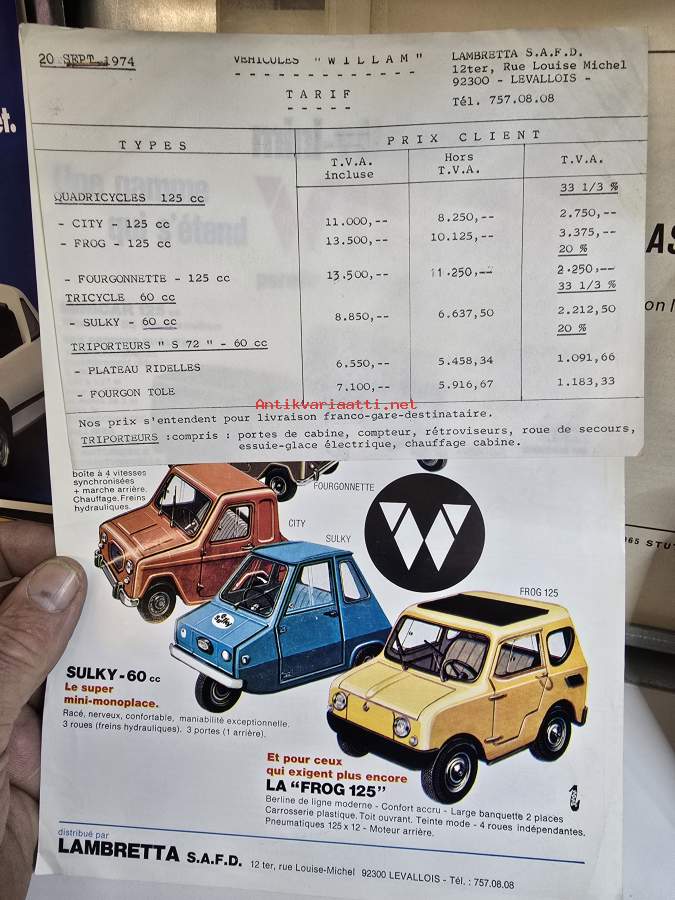 20 SEPT 1974
VEHICULES "WILLAM"
LAMBRETTA S.A.F.D.
12ter, Rue Louise Michel
92300 - LEVALLOIS -
Tél. 757.08.08
TARIF
TYPES
PRIX CLIENT
T.V.A. incluse
Hors T.V.A.
T.V.A.
QUADRICYCLES 125 cc
33 1/3 %
- CITY - 125 cc 11.000,-- 8.250,-- 2.750,--
- FROG - 125 cc 13.500,-- 10.125,-- 3.375,--
20 %
- FOURGONNETTE - 125 cc 13.500,-- 11.250,-- 2.250,--
TRICYCLE 60 cc
33 1/3 %
- SULKY - 60 cc 8.850,-- 6.637,50 2.212,50
20 %
TRIPORTEURS " S 72 " - 60 cc
- PLATEAU RIDELLES 6.550,-- 5.458,34 1.091,66
- FOURGON TOLE 7.100,-- 5.916,67 1.183,33
Antikvariaatti.net
Nos prix s'entendent pour livraison franco-gare-destinataire.
TRIPORTEURS :compris : portes de cabine, compteur, rétroviseurs, roue de secours,
essuie-glace électrique, chauffage cabine.
boîte à 4 vitesses
synchronisées
+ marche arrière.
Chauffage. Freins
hydrauliques.
FOURGONNETTE
CITY
SULKY
FROG 125
SULKY-60 cc
Le super
mini-monoplace.
Racé, nerveux, confortable, maniabilité exceptionnelle.
3 roues (freins hydrauliques). 3 portes (1 arrière).
Et pour ceux
qui exigent plus encore
LA "FROG 125"
Berline de ligne moderne - Confort accru - Large banquette 2 places
Carrosserie plastique. Toit ouvrant. Teinte mode - 4 roues indépendantes.
Pneumatiques 125 x 12 - Moteur arrière.
distribué par
LAMBRETTA S.A.F.D. 12 ter, rue Louise-Michel 92300 LEVALLOIS - Tél. : 757.08.08